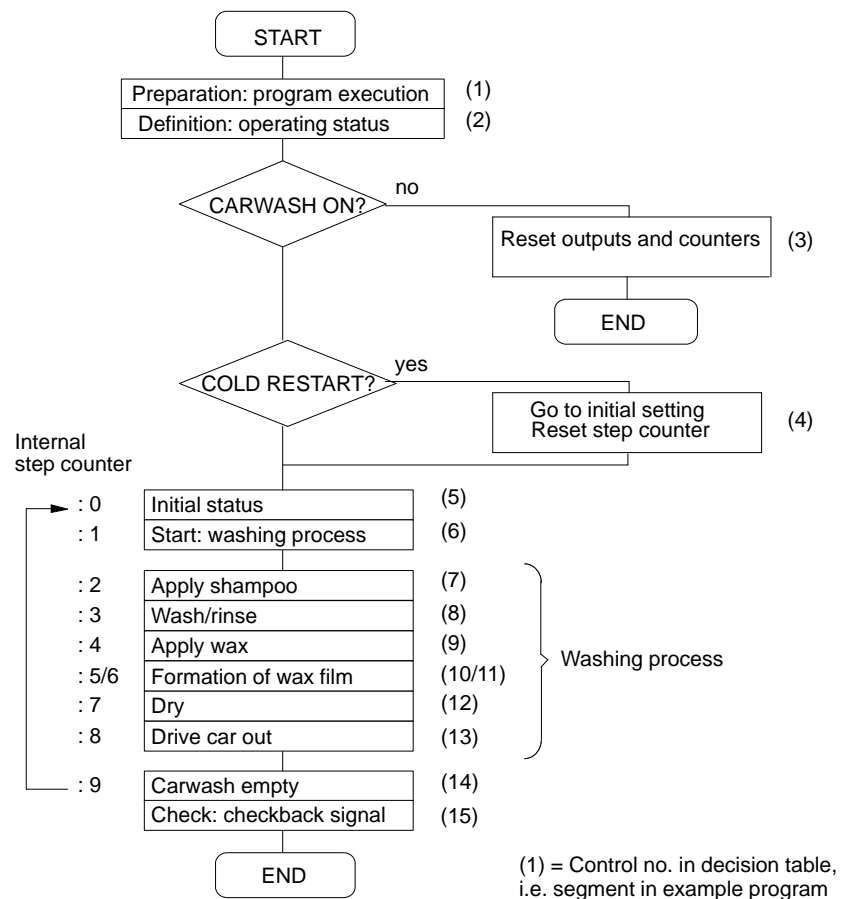 START
Preparation: program execution (1)
Definition: operating status (2)
CARWASH ON?
no
Reset outputs and counters (3)
END
COLD RESTART?
yes
Go to initial setting
Reset step counter
(4)
Internal
step counter
: 0 Initial status (5)
: 1 Start: washing process (6)
: 2 Apply shampoo (7)
: 3 Wash/rinse (8)
: 4 Apply wax (9)
: 5/6 Formation of wax film (10/11)
: 7 Dry (12)
: 8 Drive car out (13)
Washing process
: 9 Carwash empty (14)
Check: checkback signal (15)
END
(1) = Control no. in decision table,
i.e. segment in example program